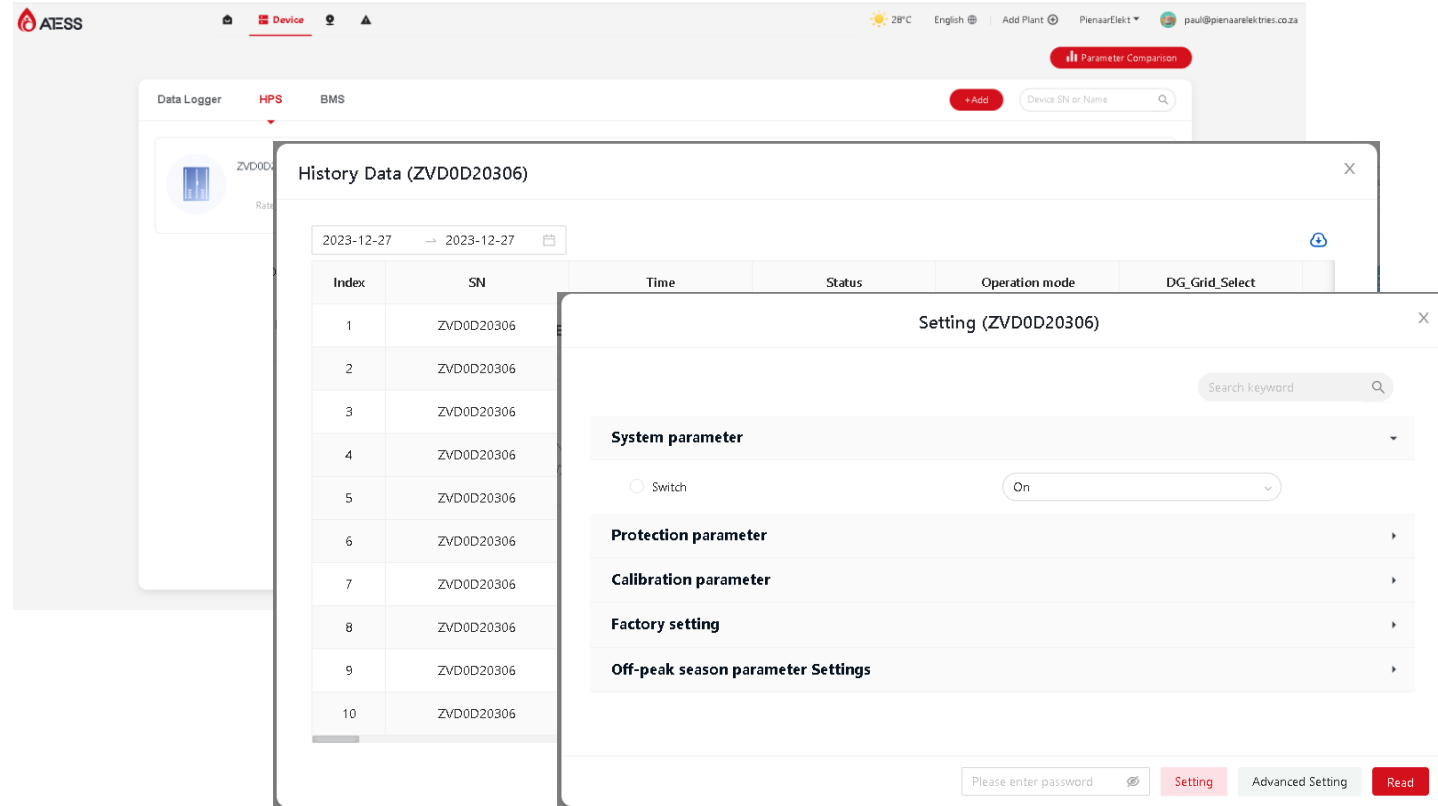 ATESS
Device
28°C
English
Add Plant
PienaarElekt
paul@pienaarelektries.co.za
Parameter Comparison
Data Logger HPS BMS
+Add
Device SN or Name
ZVD0D2
Rate
History Data (ZVD0D20306)
X
2023-12-27 → 2023-12-27
Index SN Time Status Operation mode DG_Grid_Select
1 ZVD0D20306
2 ZVD0D20306
3 ZVD0D20306
4 ZVD0D20306
5 ZVD0D20306
6 ZVD0D20306
7 ZVD0D20306
8 ZVD0D20306
9 ZVD0D20306
10 ZVD0D20306
Setting (ZVD0D20306)
X
Search keyword
System parameter
Switch On
Protection parameter
Calibration parameter
Factory setting
Off-peak season parameter Settings
Please enter password
Setting
Advanced Setting
Read